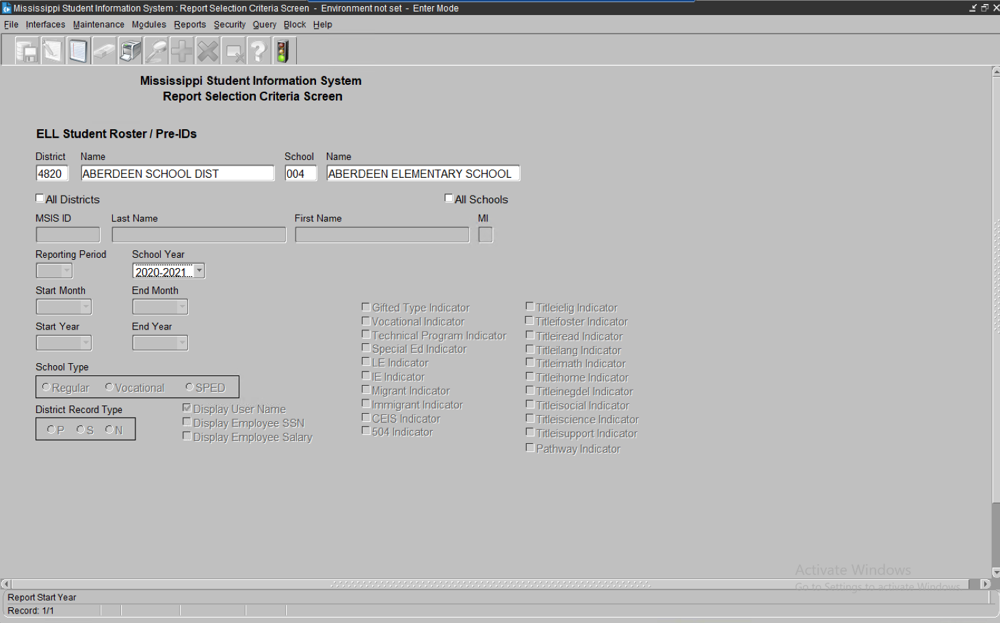 Mississippi Student Information System : Report Selection Criteria Screen - Environment not set - Enter Mode
File Interfaces Maintenance Modules Reports Security Query Block Help
Mississippi Student Information System
Report Selection Criteria Screen
ELL Student Roster / Pre-IDs
District Name School Name
4820 ABERDEEN SCHOOL DIST 004 ABERDEEN ELEMENTARY SCHOOL
All Districts All Schools
MSIS ID Last Name First Name MI
Reporting Period School Year
2020-2021
Start Month End Month
Start Year End Year
School Type
Regular Vocational SPED
District Record Type
P S N
Display User Name
Display Employee SSN
Display Employee Salary
Gifted Type Indicator
Vocational Indicator
Technical Program Indicator
Special Ed Indicator
LE Indicator
IE Indicator
Migrant Indicator
Immigrant Indicator
CEIS Indicator
504 Indicator
Titleielig Indicator
Titleifoster Indicator
Titleiread Indicator
Titleilang Indicator
Titleimath Indicator
Titleihome Indicator
Titleinegdel Indicator
Titleisocial Indicator
Titleiscience Indicator
Titleisupport Indicator
Pathway Indicator
Activate Windows
Go to Settings to activate Windows.
Report Start Year
Record: 1/1